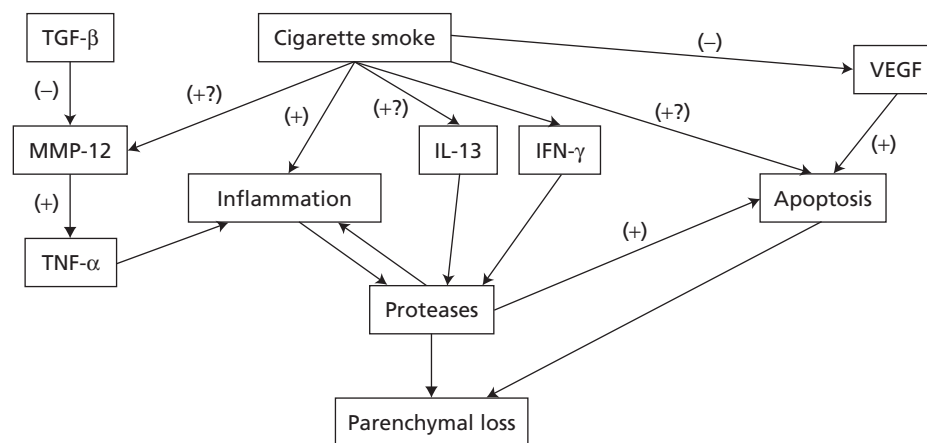 TGF-β
Cigarette smoke
(–)
VEGF
(–)
(+?)
(+)
(+?)
(+?)
(+)
MMP-12
IL-13
IFN-γ
(+)
Inflammation
Apoptosis
(+)
TNF-α
Proteases
Parenchymal loss